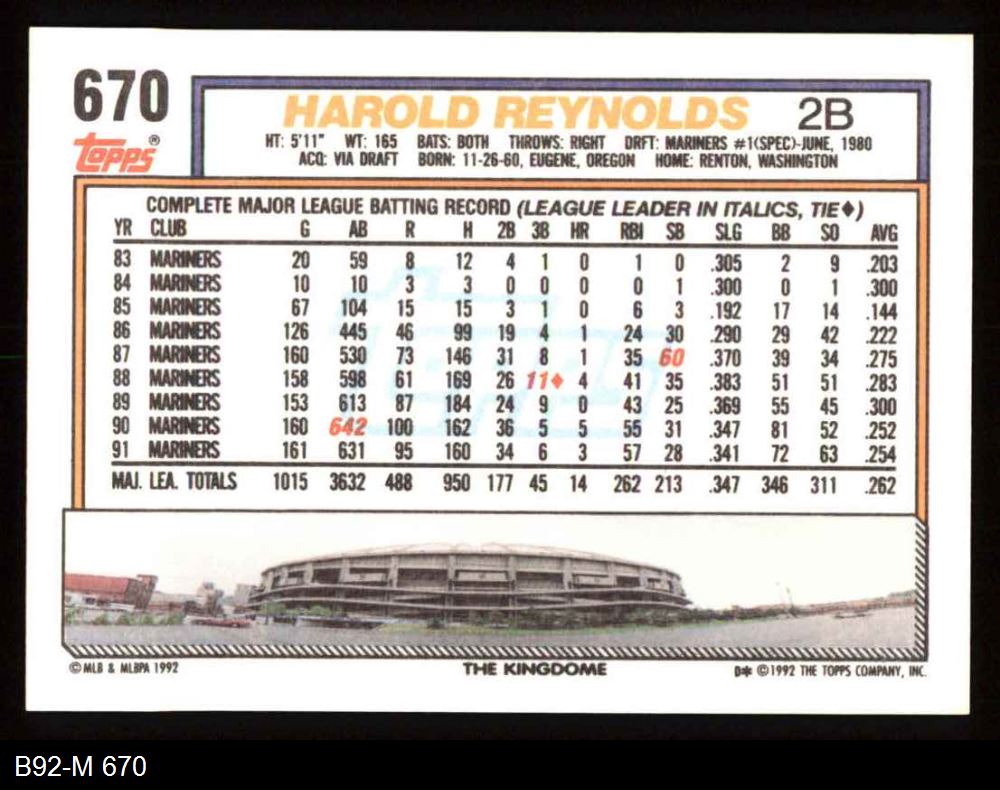 670
Topps®
HAROLD REYNOLDS 2B
HT: 5'11" WT: 165 BATS: BOTH THROWS: RIGHT DRFT: MARINERS #1(SPEC)-JUNE, 1980
ACQ: VIA DRAFT BORN: 11-26-60, EUGENE, OREGON HOME: RENTON, WASHINGTON
COMPLETE MAJOR LEAGUE BATTING RECORD (LEAGUE LEADER IN ITALICS, TIE♦)
YR CLUB G AB R H 2B 3B HR RBI SB SLG BB SO AVG
83 MARINERS 20 59 8 12 4 1 0 1 0 .305 2 9 .203
84 MARINERS 10 10 3 3 0 0 0 0 1 .300 0 1 .300
85 MARINERS 67 104 15 15 3 1 0 6 3 .192 17 14 .144
86 MARINERS 126 445 46 99 19 4 1 24 30 .290 29 42 .222
87 MARINERS 160 530 73 146 31 8 1 35 60 .370 39 34 .275
88 MARINERS 158 598 61 169 26 11♦ 4 41 35 .383 51 51 .283
89 MARINERS 153 613 87 184 24 9 0 43 25 .369 55 45 .300
90 MARINERS 160 642 100 162 36 5 5 55 31 .347 81 52 .252
91 MARINERS 161 631 95 160 34 6 3 57 28 .341 72 63 .254
MAJ. LEA. TOTALS 1015 3632 488 950 177 45 14 262 213 .347 346 311 .262
Topps
© MLB & MLBPA 1992 THE KINGDOME D✱ ©1992 THE TOPPS COMPANY, INC.
B92-M 670